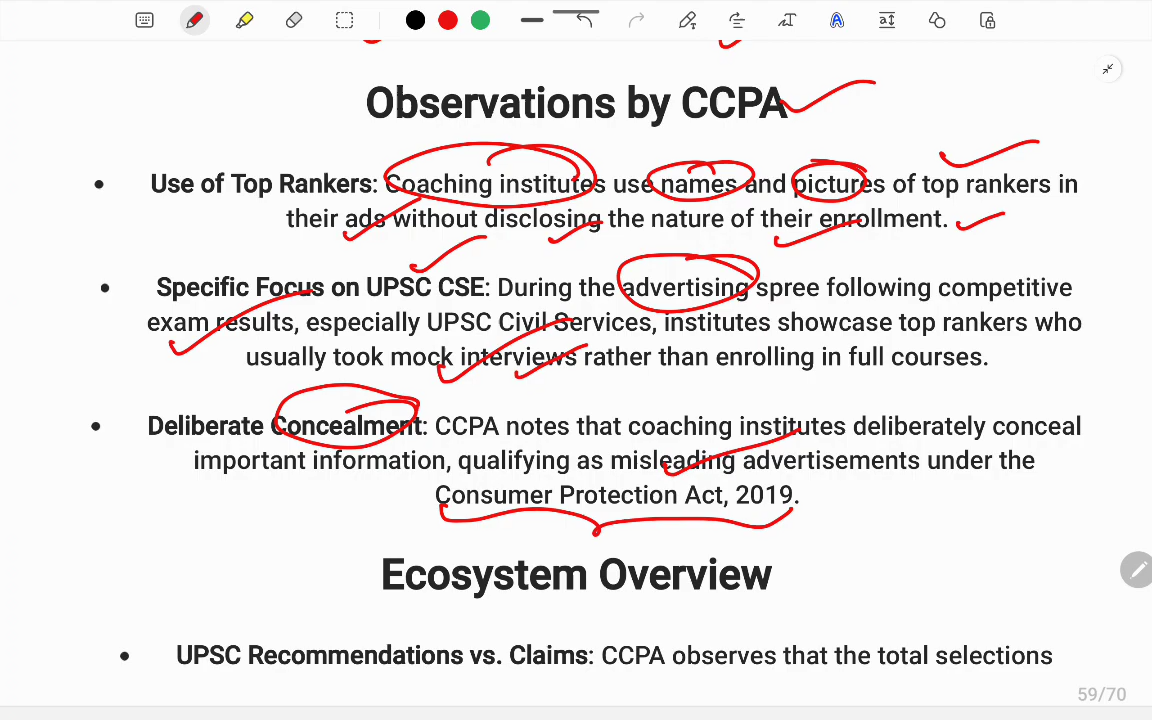 Observations by CCPA
• Use of Top Rankers: Coaching institutes use names and pictures of top rankers in
their ads without disclosing the nature of their enrollment.
• Specific Focus on UPSC CSE: During the advertising spree following competitive
exam results, especially UPSC Civil Services, institutes showcase top rankers who
usually took mock interviews rather than enrolling in full courses.
• Deliberate Concealment: CCPA notes that coaching institutes deliberately conceal
important information, qualifying as misleading advertisements under the
Consumer Protection Act, 2019.
Ecosystem Overview
• UPSC Recommendations vs. Claims: CCPA observes that the total selections
59/70